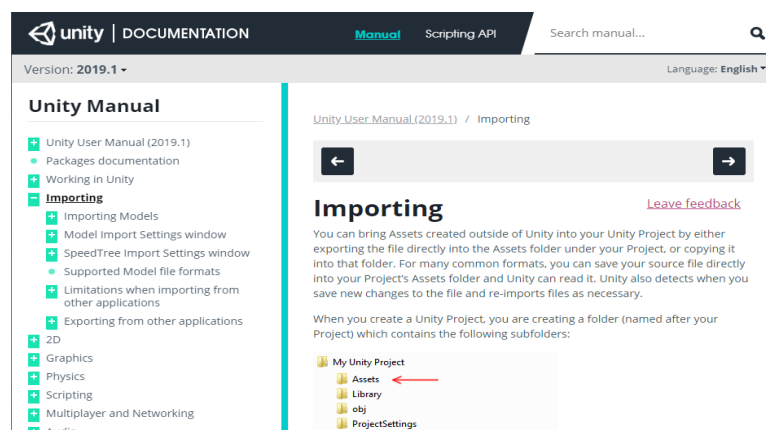 unity | DOCUMENTATION
Manual
Scripting API
Search manual...
Version: 2019.1
Language: English
Unity Manual
Unity User Manual (2019.1)
Packages documentation
Working in Unity
Importing
Importing Models
Model Import Settings window
SpeedTree Import Settings window
Supported Model file formats
Limitations when importing from
other applications
Exporting from other applications
2D
Graphics
Physics
Scripting
Multiplayer and Networking
Unity User Manual (2019.1) / Importing
Importing
Leave feedback
You can bring Assets created outside of Unity into your Unity Project by either
exporting the file directly into the Assets folder under your Project, or copying it
into that folder. For many common formats, you can save your source file directly
into your Project's Assets folder and Unity can read it. Unity also detects when you
save new changes to the file and re-imports files as necessary.
When you create a Unity Project, you are creating a folder (named after your
Project) which contains the following subfolders:
My Unity Project
Assets
Library
obj
ProjectSettings